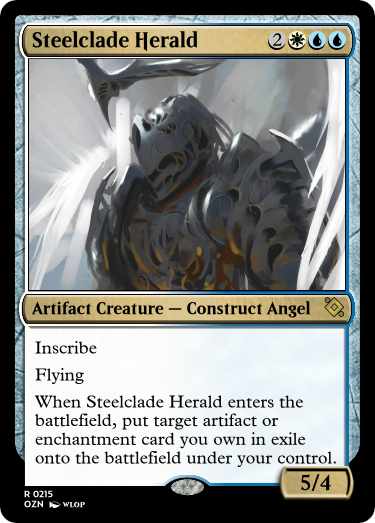 Steelclade Herald 2
Artifact Creature — Construct Angel
Inscribe
Flying
When Steelclade Herald enters the
battlefield, put target artifact or
enchantment card you own in exile
onto the battlefield under your control.
5/4
R 0215
OZN WLOP